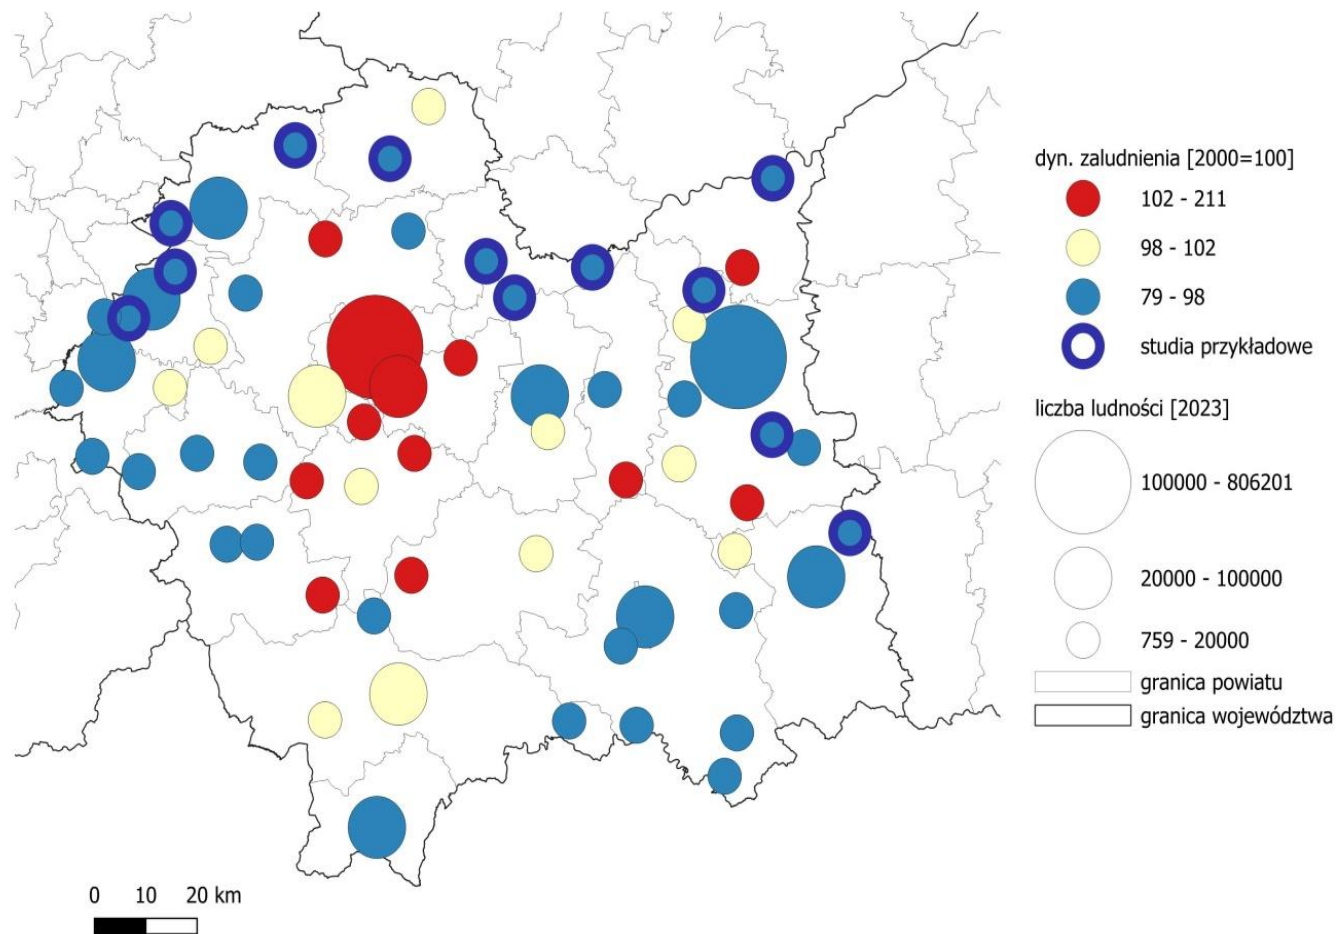 dyn. zaludnienia [2000=100]
102 - 211
98 - 102
79 - 98
studia przykładowe
liczba ludności [2023]
100000 - 806201
20000 - 100000
759 - 20000
granica powiatu
granica województwa
0 10 20 km